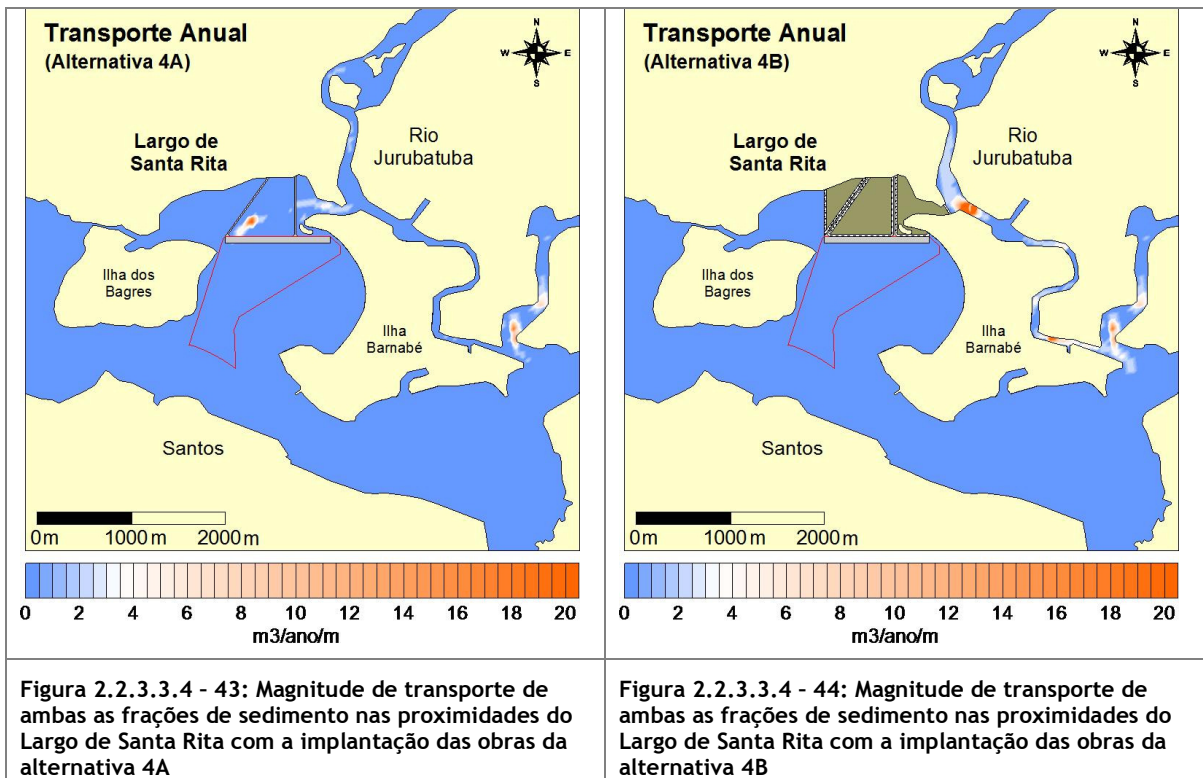 Transporte Anual
(Alternativa 4A)
N
W
E
S
Largo de
Santa Rita
Rio
Jurubatuba
Ilha dos
Bagres
Ilha
Barnabé
Santos
0m 1000m 2000m
0 2 4 6 8 10 12 14 16 18 20
m3/ano/m
Figura 2.2.3.3.4 - 43: Magnitude de transporte de
ambas as frações de sedimento nas proximidades do
Largo de Santa Rita com a implantação das obras da
alternativa 4A
Transporte Anual
(Alternativa 4B)
N
W
E
S
Largo de
Santa Rita
Rio
Jurubatuba
Ilha dos
Bagres
Ilha
Barnabé
Santos
0m 1000m 2000m
0 2 4 6 8 10 12 14 16 18 20
m3/ano/m
Figura 2.2.3.3.4 - 44: Magnitude de transporte de
ambas as frações de sedimento nas proximidades do
Largo de Santa Rita com a implantação das obras da
alternativa 4B